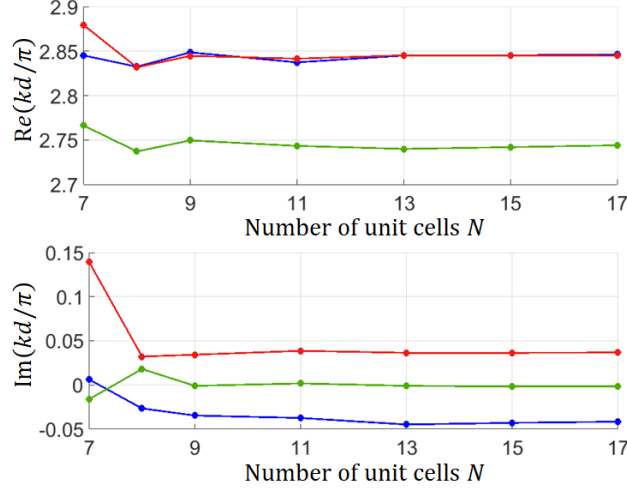 2.9
2.85
2.8
2.75
2.7
Re(kd/π)
7 9 11 13 15 17
Number of unit cells N
0.15
0.1
0.05
0
-0.05
Im(kd/π)
7 9 11 13 15 17
Number of unit cells N